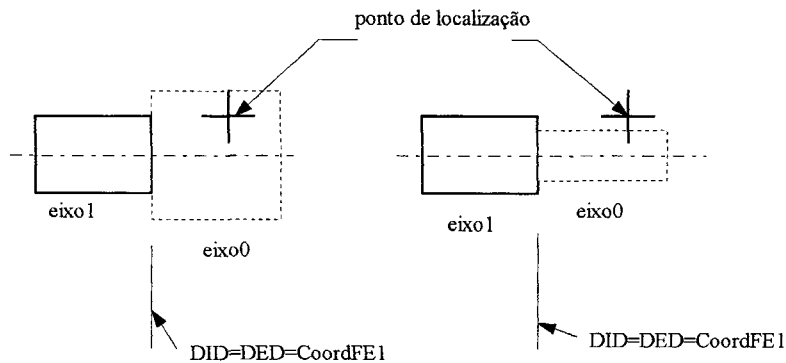 ponto de localização
eixo1
eixo0
eixo1
eixo0
DID=DED=CoordFE1
DID=DED=CoordFE1